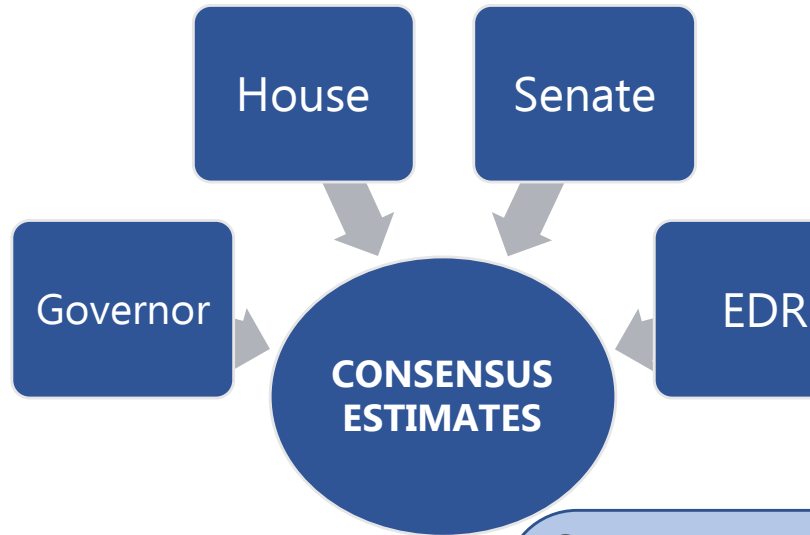 House
Senate
Governor
EDR
CONSENSUS
ESTIMATES